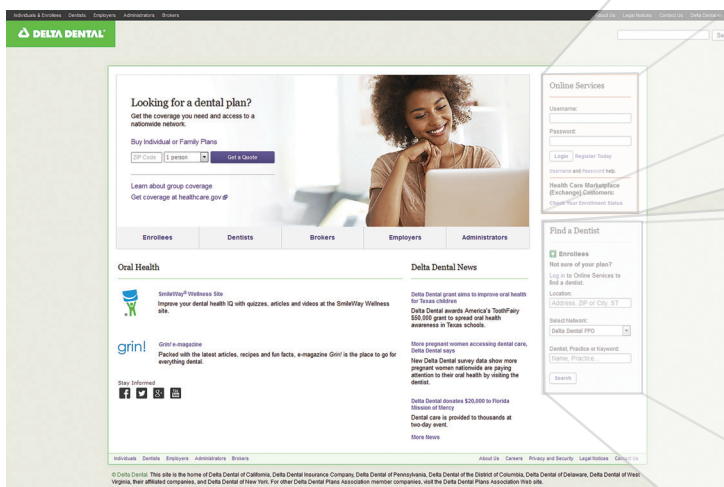 Individuals & Enrollees Dentists Employers Administrators Brokers
About Us Legal Notices Contact Us
DELTA DENTAL
Looking for a dental plan?
Get the coverage you need and access to a
nationwide network.
Buy Individual or Family Plans
ZIP Code 1 person Get a Quote
Learn about group coverage
Get coverage at healthcare.gov
Enrollees Dentists Brokers Employers Administrators
Online Services
Username:
Password:
Login Register Today
Username and Password help.
Health Care Marketplace
(Exchange) Customers:
Check Your Enrollment Status
Find a Dentist
Enrollees
Not sure of your plan?
Log in to Online Services to
find a dentist.
Location:
Address, ZIP or City, ST
Select Network:
Delta Dental PPO
Dentist, Practice or Keyword:
Name, Practice...
Search
Oral Health
SmileWay® Wellness Site
Improve your dental health IQ with quizzes, articles and videos at the SmileWay Wellness
site.
grin!
Grin! e-magazine
Packed with the latest articles, recipes and fun facts, e-magazine Grin! is the place to go for
everything dental.
Stay Informed
Delta Dental News
Delta Dental grant aims to improve oral health
for Texas children
Delta Dental awards America's ToothFairy
$50,000 grant to spread oral health
awareness in Texas schools.
More pregnant women accessing dental care,
Delta Dental says
New Delta Dental survey data show more
pregnant women nationwide are paying
attention to their oral health by visiting the
dentist.
Delta Dental donates $20,000 to Florida
Mission of Mercy
Dental care is provided to thousands at
two-day event.
More News
Individuals Dentists Employers Administrators Brokers
About Us Careers Privacy and Security Legal Notices Contact Us
© Delta Dental This site is the home of Delta Dental of California, Delta Dental Insurance Company, Delta Dental of Pennsylvania, Delta Dental of the District of Columbia, Delta Dental of Delaware, Delta Dental of West
Virginia, their affiliated companies, and Delta Dental of New York. For other Delta Dental Plans Association member companies, visit the Delta Dental Plans Association Web site.